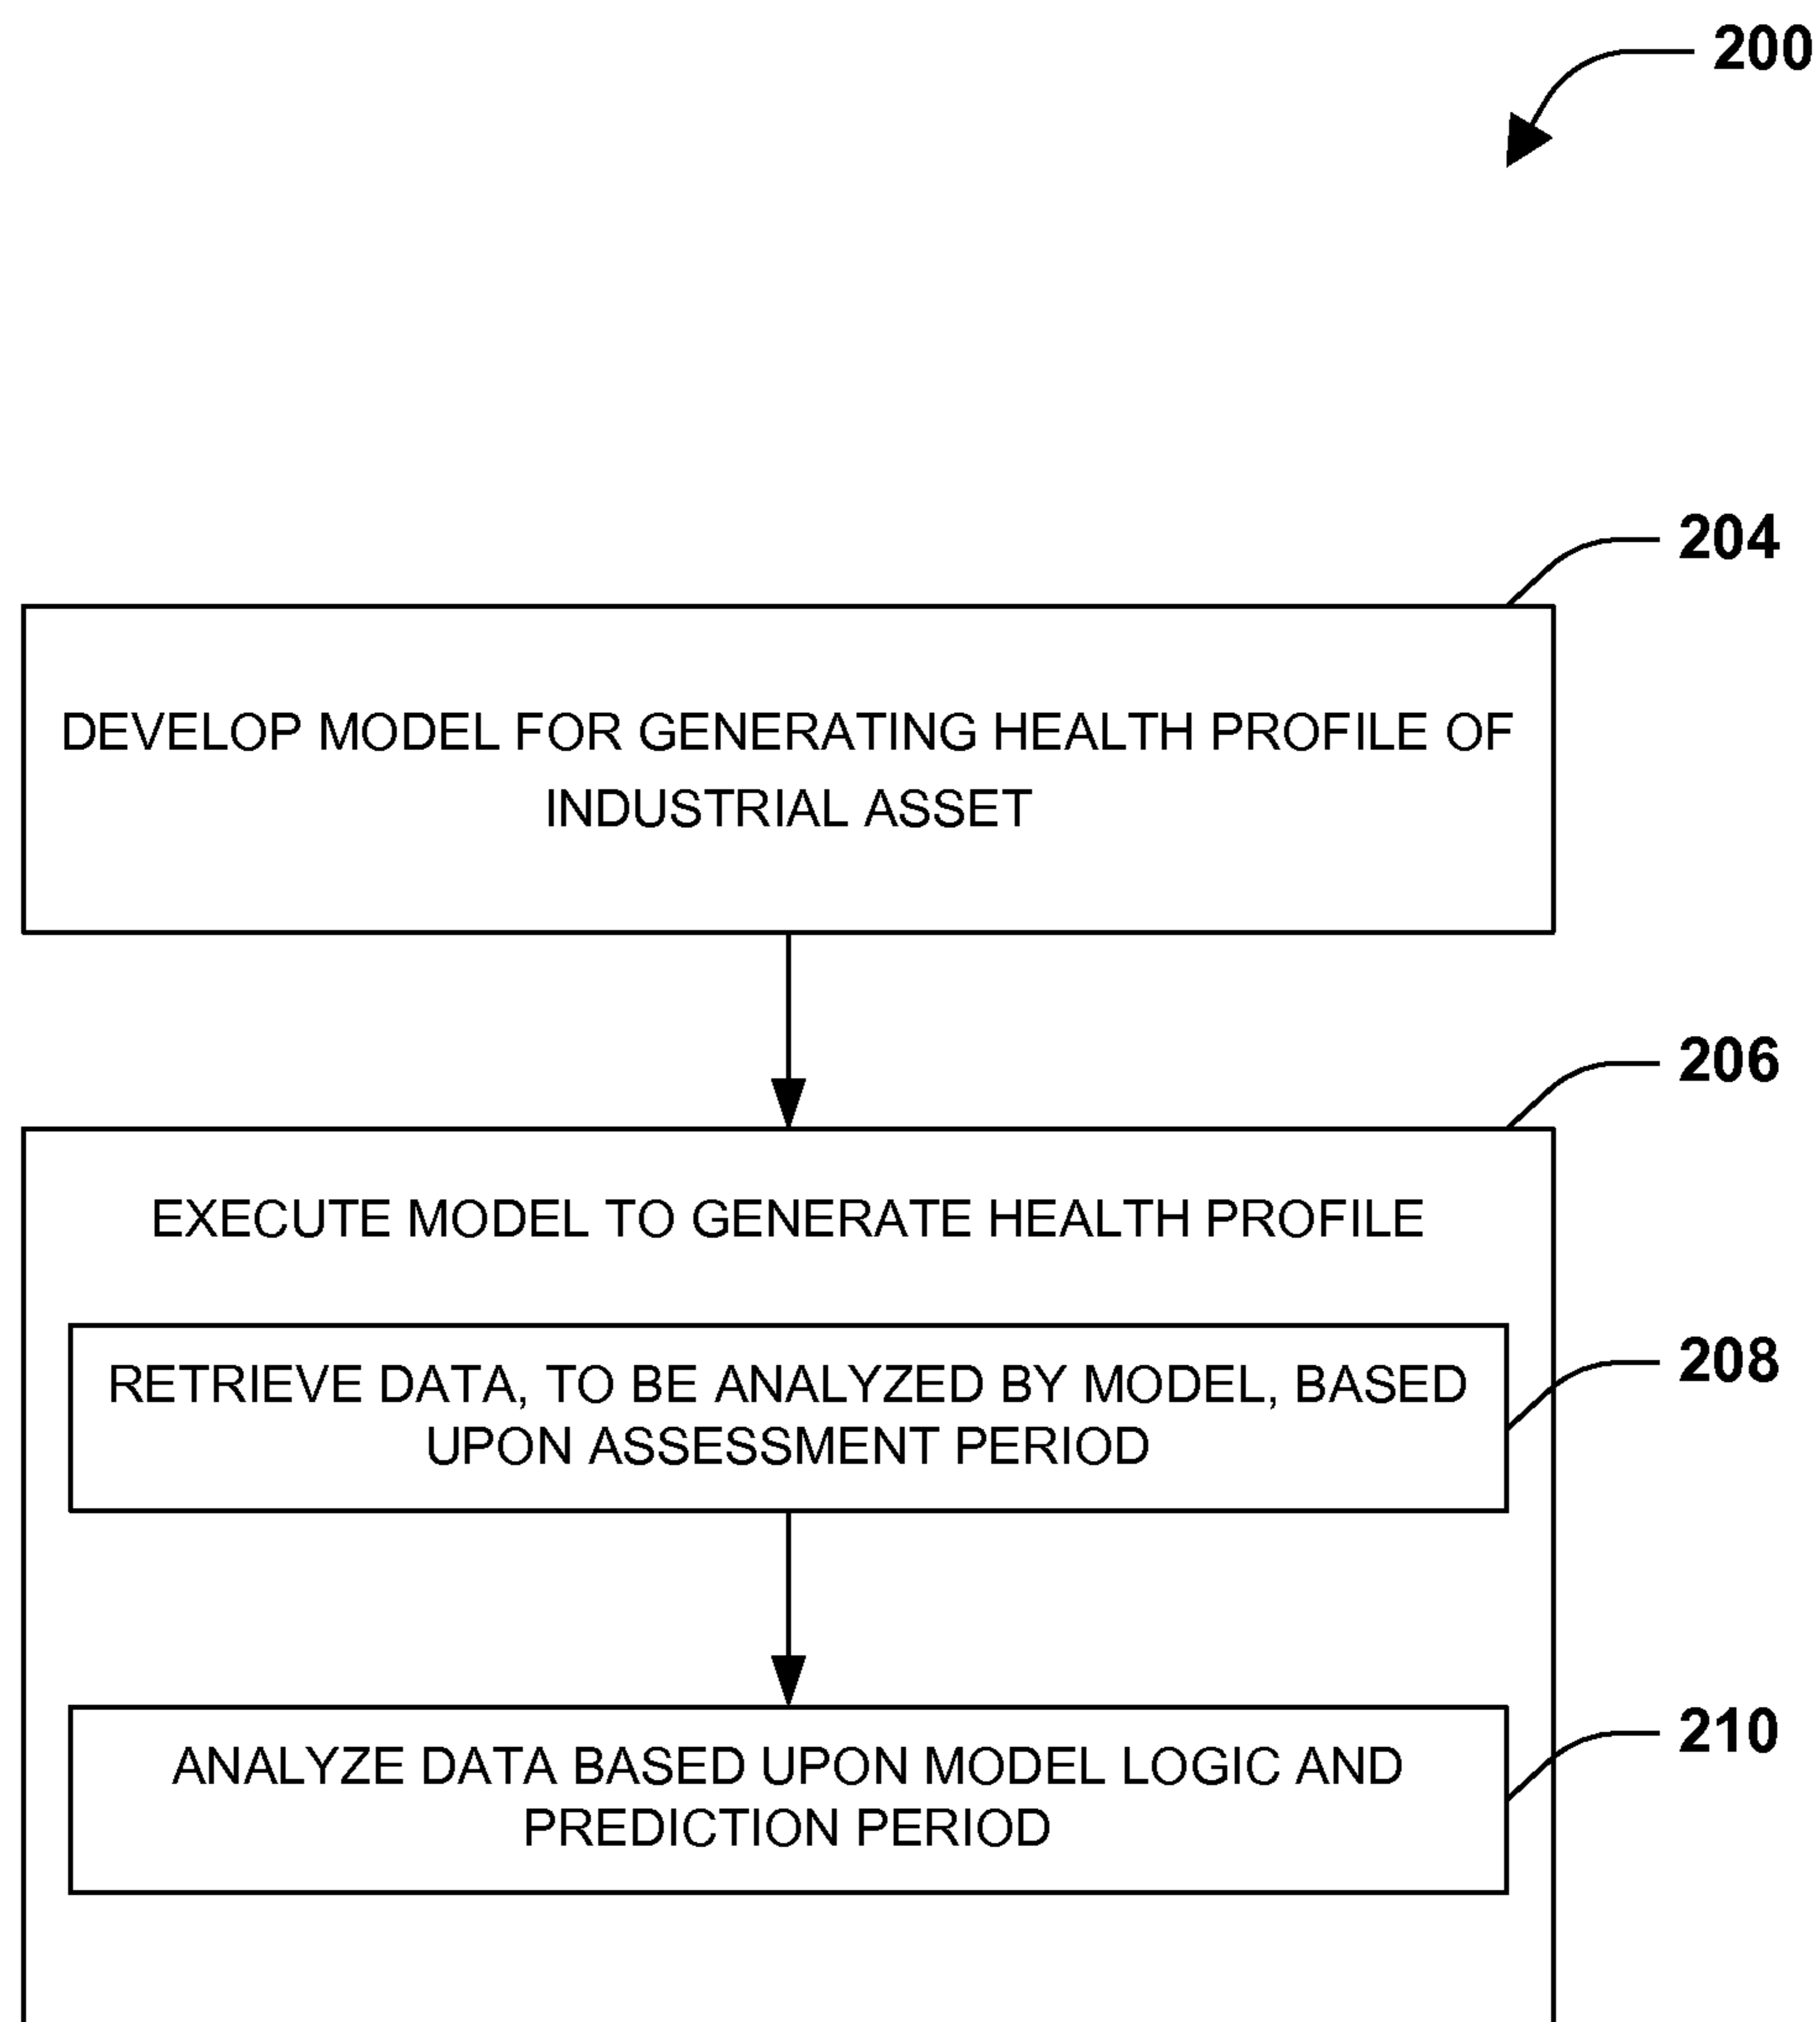 200
204
DEVELOP MODEL FOR GENERATING HEALTH PROFILE OF
INDUSTRIAL ASSET
206
EXECUTE MODEL TO GENERATE HEALTH PROFILE
208
RETRIEVE DATA, TO BE ANALYZED BY MODEL, BASED
UPON ASSESSMENT PERIOD
210
ANALYZE DATA BASED UPON MODEL LOGIC AND
PREDICTION PERIOD